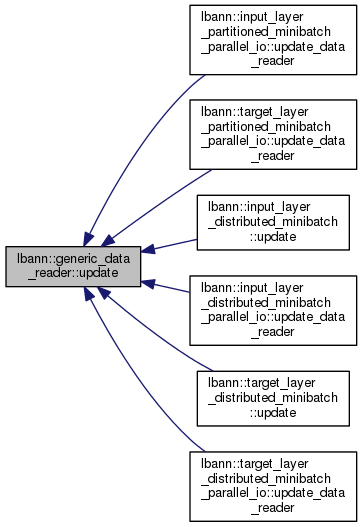 lbann::input_layer
_partitioned_minibatch
_parallel_io::update_data
_reader
lbann::target_layer
_partitioned_minibatch
_parallel_io::update_data
_reader
lbann::input_layer
_distributed_minibatch
::update
lbann::generic_data
_reader::update
lbann::input_layer
_distributed_minibatch
_parallel_io::update_data
_reader
lbann::target_layer
_distributed_minibatch
::update
lbann::target_layer
_distributed_minibatch
_parallel_io::update_data
_reader